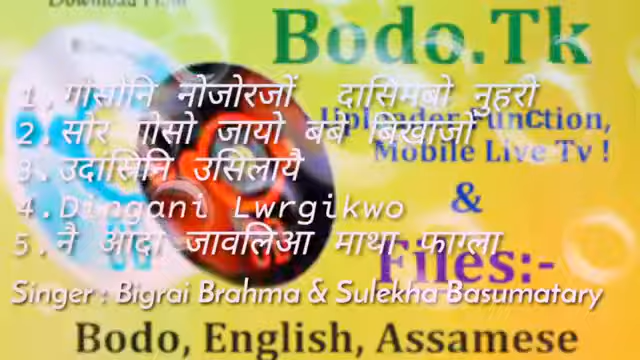 Bodo.Tk
1.गांसोनि नोजोरजों दासिमबो नुहरी
Uploader Function,
2.सोर गोसो जायो बबे बिखाजों
Mobile Live Tv !
3.उदास्रिनि उसिलायै
4.Dingani Lwrgikwo
&
5.नै आदा जावलिआ माथा फाग्ला
Files:-
Singer : Bigrai Brahma & Sulekha Basumatary
Bodo, English, Assamese